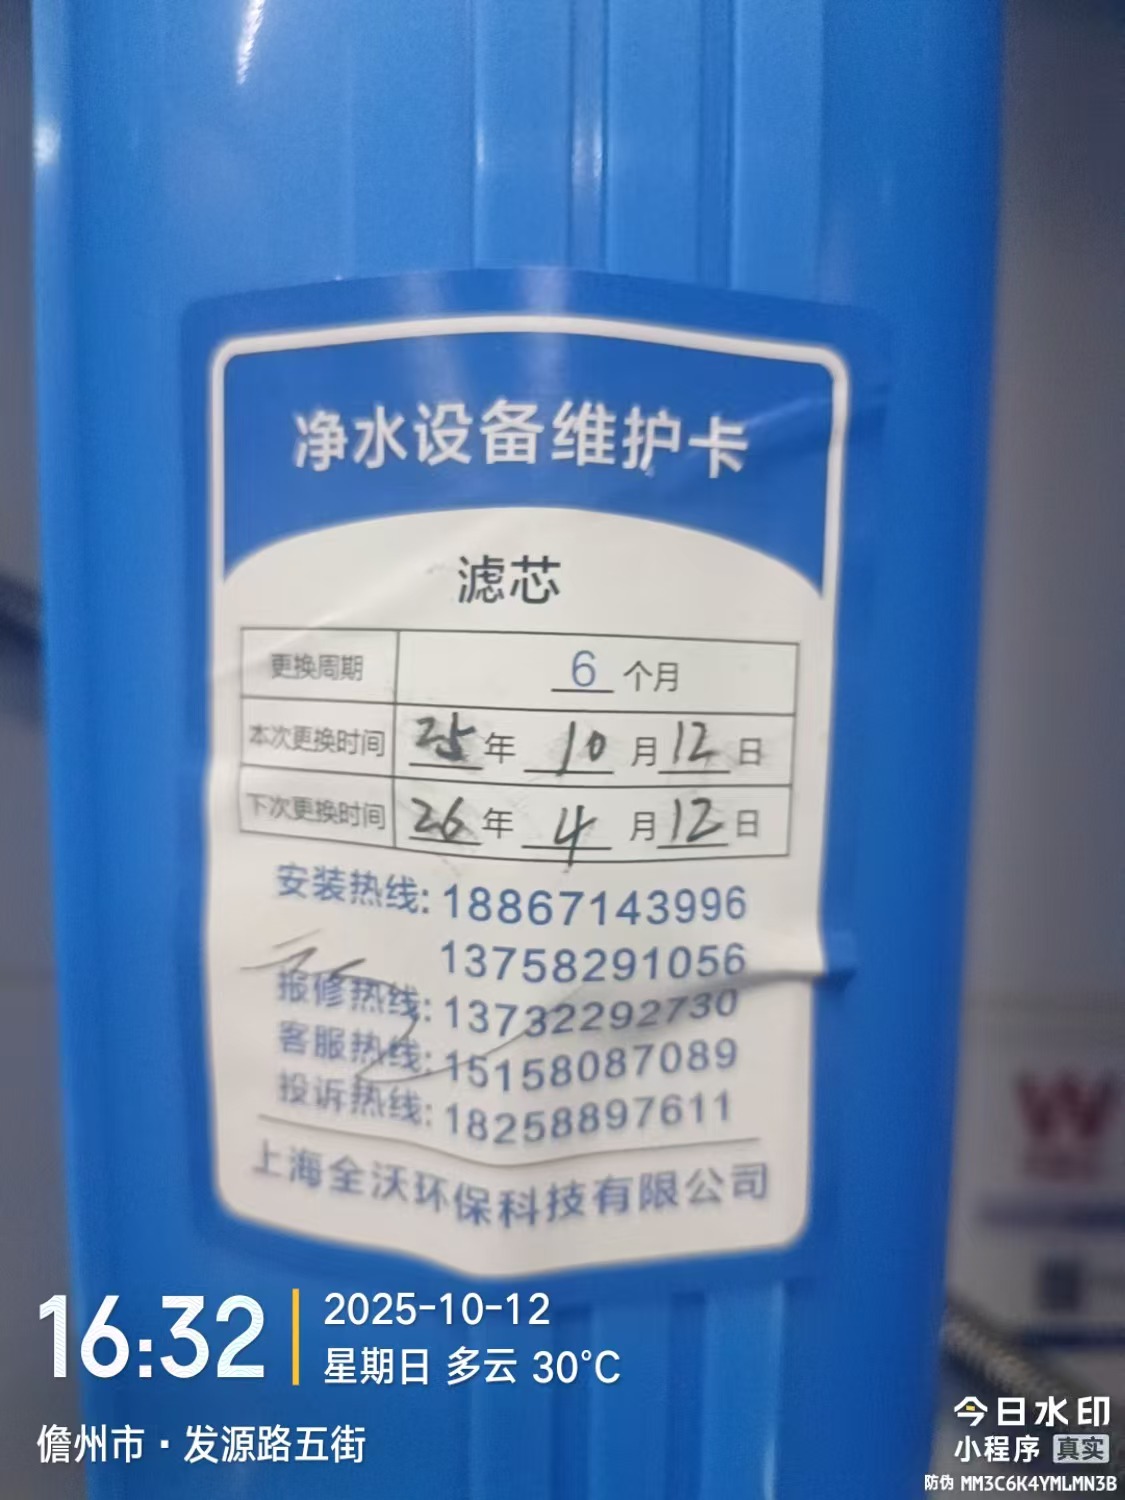 净水设备维护卡
滤芯
更换周期 6 个月
本次更换时间 25 年 10 月 12 日
下次更换时间 26 年 4 月 12 日
安装热线: 18867143996
13758291056
报修热线: 13732292730
客服热线: 15158087089
投诉热线: 18258897611
上海全沃环保科技有限公司
16:32
2025-10-12
星期日 多云 30°C
儋州市·发源路五街
今日水印
小程序 真实
防伪 MM3C6K4YMLMN3B